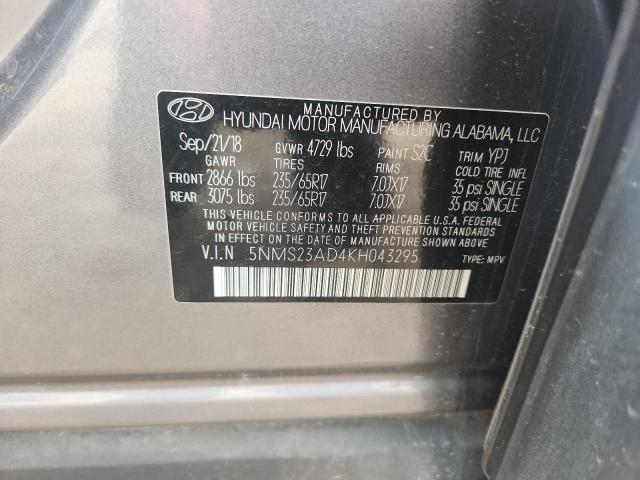 MANUFACTURED BY
HYUNDAI MOTOR MANUFACTURING ALABAMA, LLC
Sep/21/18 GVWR 4729 lbs PAINT S2C TRIM YPJ
GAWR TIRES RIMS COLD TIRE INFL
FRONT 2866 lbs 235/65R17 7.0JX17 35 psi SINGLE
REAR 3075 lbs 235/65R17 7.0JX17 35 psi SINGLE
THIS VEHICLE CONFORMS TO ALL APPLICABLE U.S.A. FEDERAL
MOTOR VEHICLE SAFETY AND THEFT PREVENTION STANDARDS
IN EFFECT ON THE DATE OF MANUFACTURE SHOWN ABOVE.
V.I.N 5NMS23AD4KH043295 TYPE: MPV